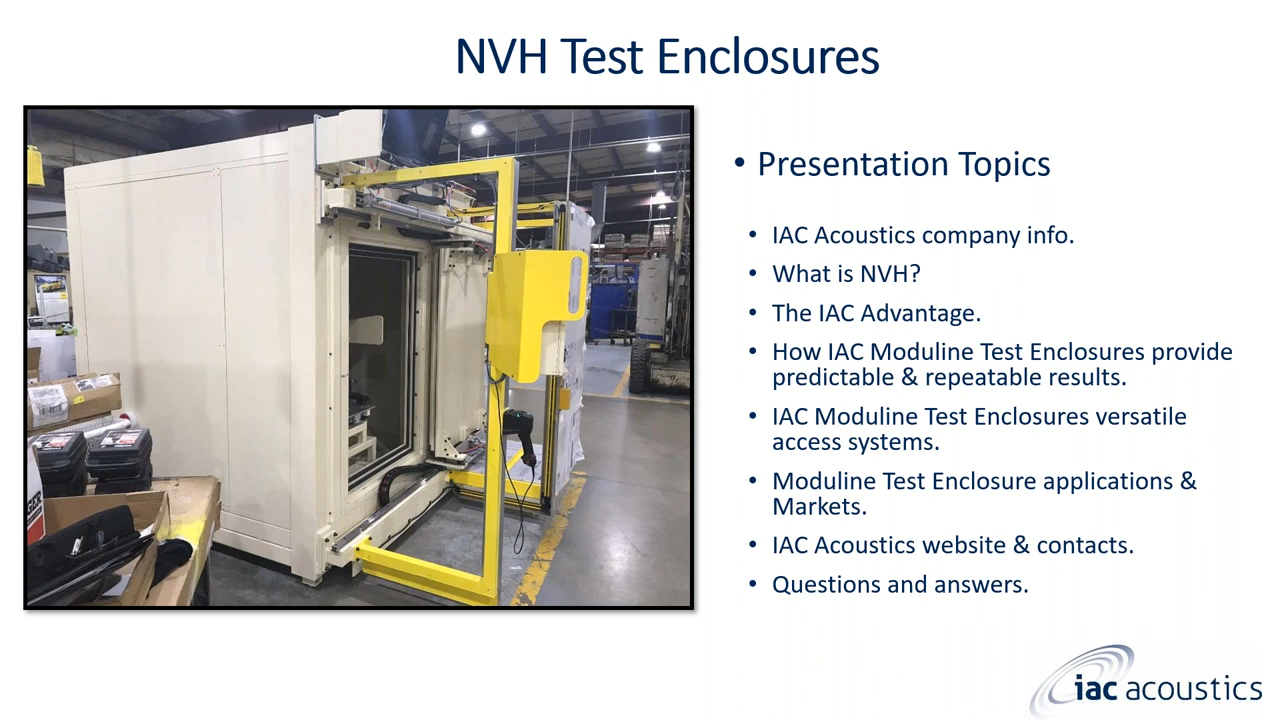 NVH Test Enclosures
• Presentation Topics
• IAC Acoustics company info.
• What is NVH?
• The IAC Advantage.
• How IAC Moduline Test Enclosures provide
predictable & repeatable results.
• IAC Moduline Test Enclosures versatile
access systems.
• Moduline Test Enclosure applications &
Markets.
• IAC Acoustics website & contacts.
• Questions and answers.
GER
iac acoustics